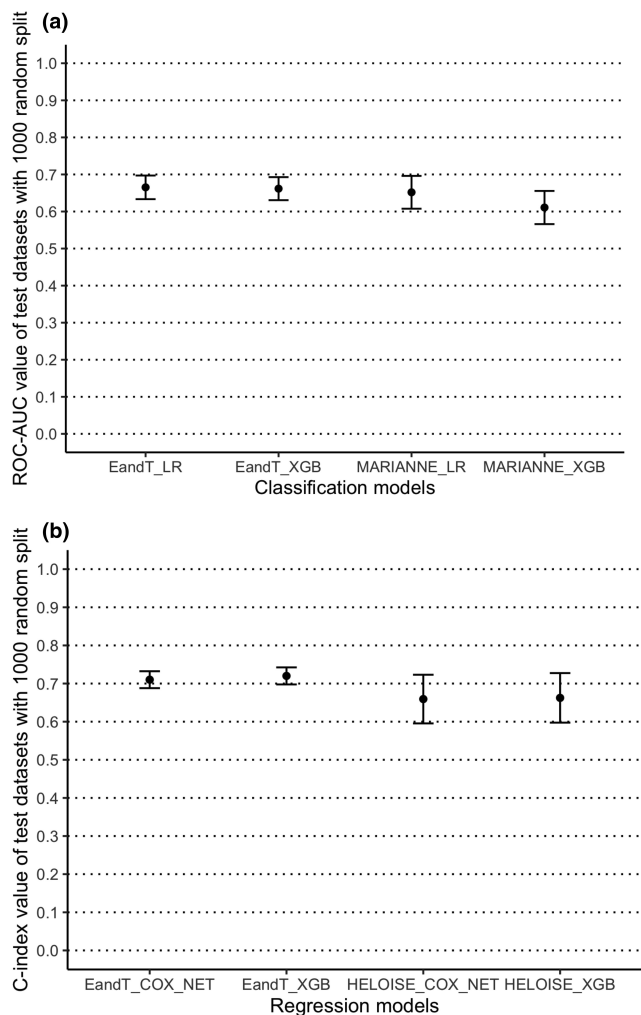 (a)
ROC-AUC value of test datasets with 1000 random split
1.0
0.9
0.8
0.7
0.6
0.5
0.4
0.3
0.2
0.1
0.0
EandT_LR EandT_XGB MARIANNE_LR MARIANNE_XGB
Classification models
(b)
C-index value of test datasets with 1000 random split
1.0
0.9
0.8
0.7
0.6
0.5
0.4
0.3
0.2
0.1
0.0
EandT_COX_NET EandT_XGB HELOISE_COX_NET HELOISE_XGB
Regression models